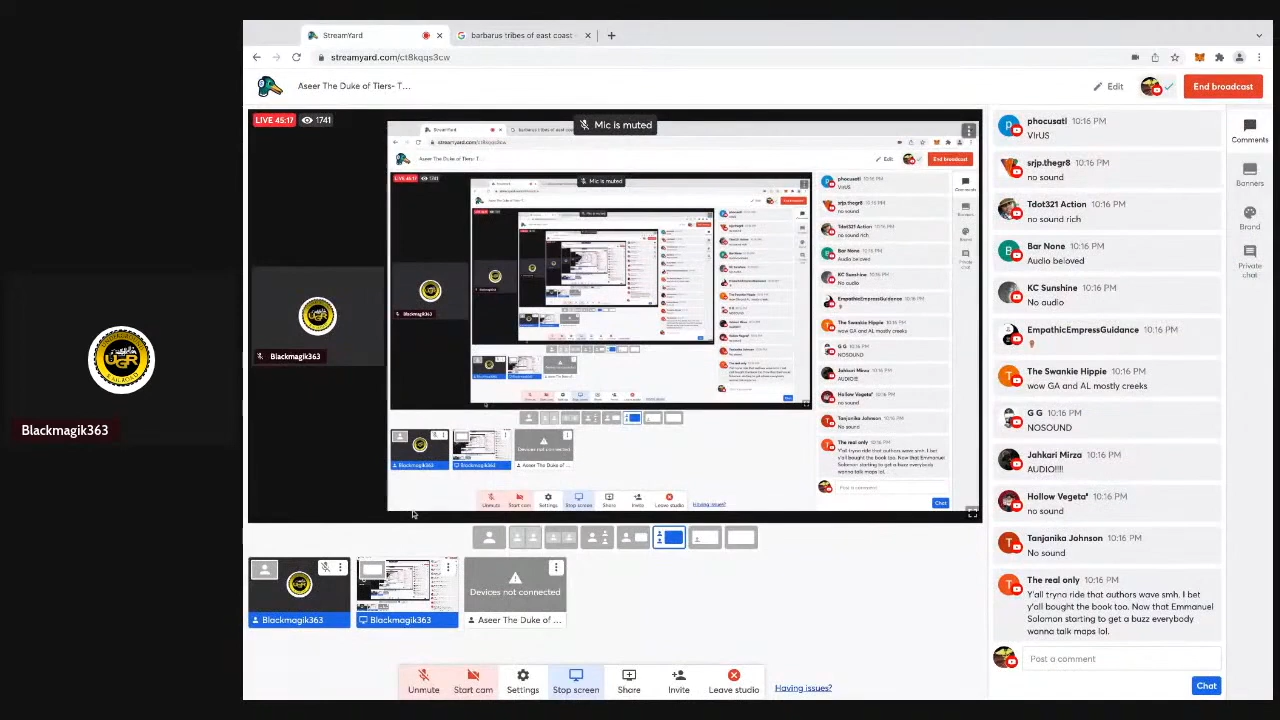 StreamYard
barbarus tribes of east coast
streamyard.com/ct8kqqs3cw
Aseer The Duke of Tiers- T...
Edit
End broadcast
LIVE 45:17
1741
Mic is muted
Blackmagik363
Blackmagik363
Blackmagik363
Blackmagik363
Devices not connected
Aseer The Duke of ...
Unmute
Start cam
Settings
Stop screen
Share
Invite
Leave studio
Having issues?
phocusati 10:16 PM
VIrUS
srjp.thegr8 10:16 PM
no sound
Tdot321 Action 10:16 PM
no sound rich
Bar Nono 10:16 PM
Audio beloved
KC Sunshine 10:16 PM
No audio
EmpathicEmpressGuidence 10:16 PM
The Swankie Hippie 10:16 PM
wow GA and AL mostly creeks
G G 10:16 PM
NOSOUND
Jahkari Mirza 10:16 PM
AUDIO!!!!
Hollow Vegeta" 10:16 PM
no sound
Tanjanika Johnson 10:16 PM
No sound
The real only 10:16 PM
Y'all tryna ride that authors wave smh. I bet
y'all bought the book too. Now that Emmanuel
Solomon starting to get a buzz everybody
wanna talk maps lol.
Post a comment
Chat
Comments
Banners
Brand
Private
chat